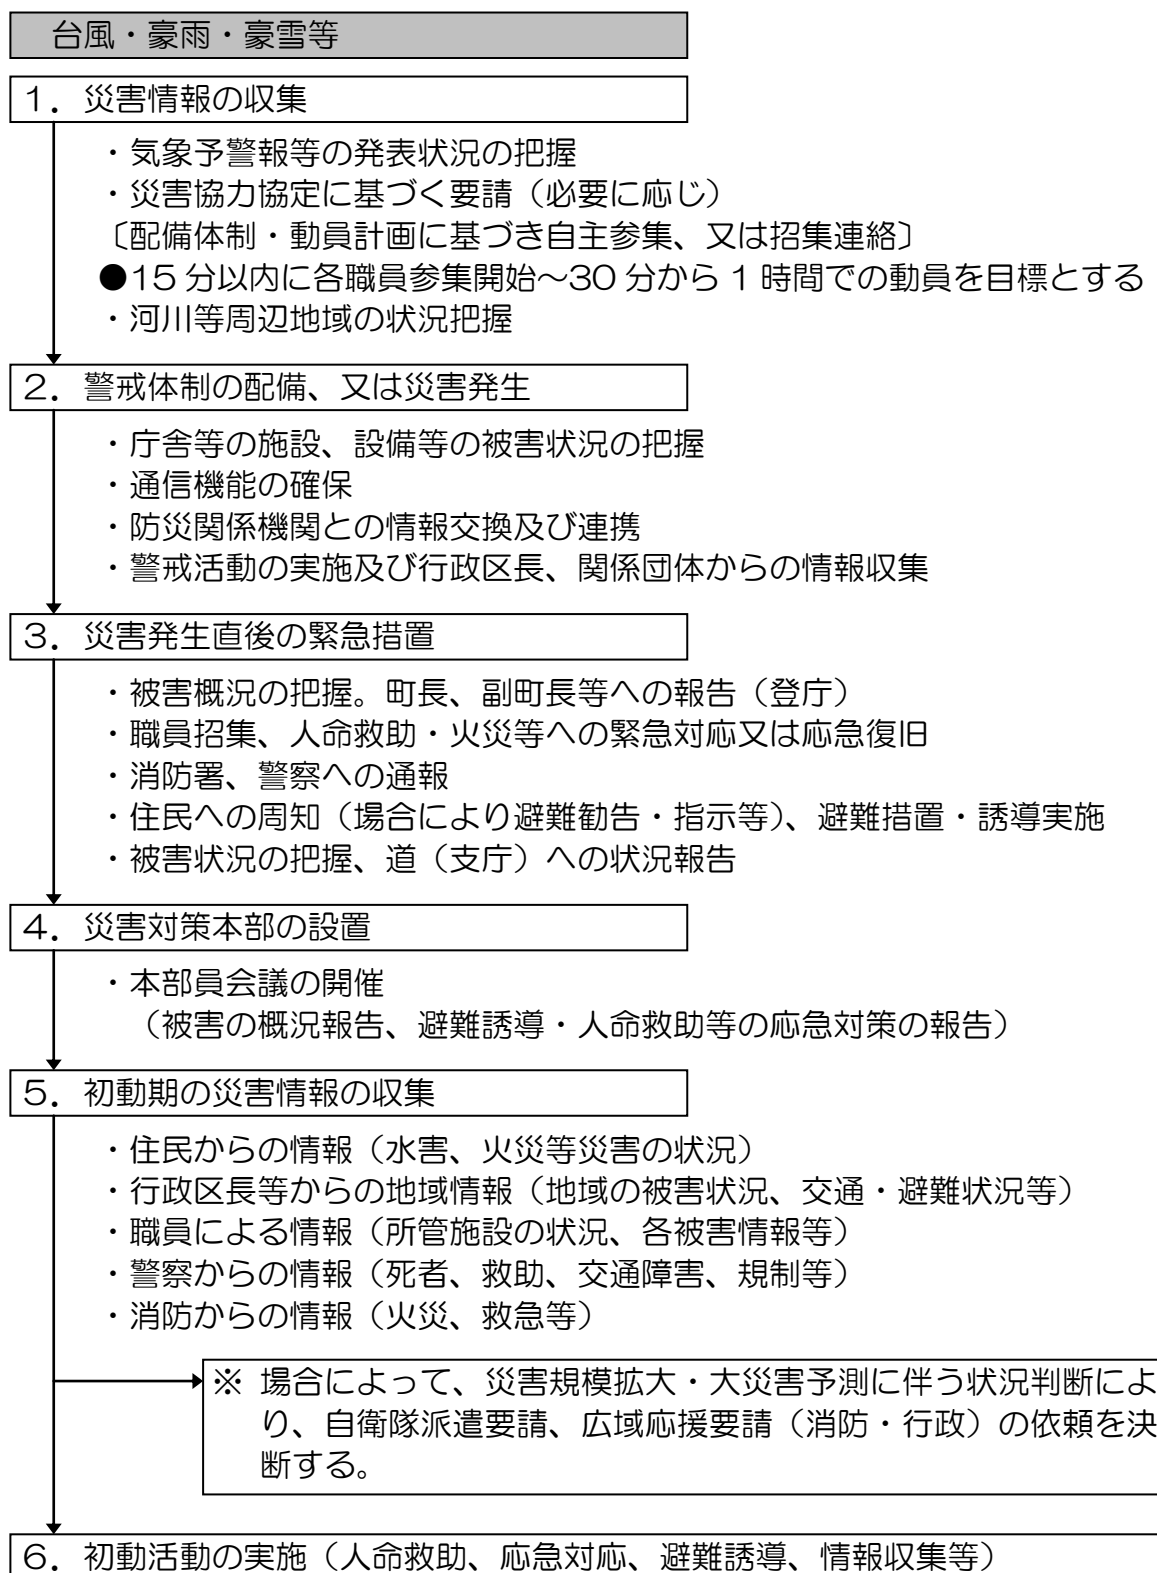 台風・豪雨・豪雪等
１．災害情報の収集
・気象予警報等の発表状況の把握
・災害協力協定に基づく要請（必要に応じ）
〔配備体制・動員計画に基づき自主参集、又は招集連絡〕
●15 分以内に各職員参集開始～30 分から 1 時間での動員を目標とする
・河川等周辺地域の状況把握
２．警戒体制の配備、又は災害発生
・庁舎等の施設、設備等の被害状況の把握
・通信機能の確保
・防災関係機関との情報交換及び連携
・警戒活動の実施及び行政区長、関係団体からの情報収集
３．災害発生直後の緊急措置
・被害概況の把握。町長、副町長等への報告（登庁）
・職員招集、人命救助・火災等への緊急対応又は応急復旧
・消防署、警察への通報
・住民への周知（場合により避難勧告・指示等）、避難措置・誘導実施
・被害状況の把握、道（支庁）への状況報告
４．災害対策本部の設置
・本部員会議の開催
（被害の概況報告、避難誘導・人命救助等の応急対策の報告）
５．初動期の災害情報の収集
・住民からの情報（水害、火災等災害の状況）
・行政区長等からの地域情報（地域の被害状況、交通・避難状況等）
・職員による情報（所管施設の状況、各被害情報等）
・警察からの情報（死者、救助、交通障害、規制等）
・消防からの情報（火災、救急等）
※ 場合によって、災害規模拡大・大災害予測に伴う状況判断によ
り、自衛隊派遣要請、広域応援要請（消防・行政）の依頼を決
断する。
６．初動活動の実施（人命救助、応急対応、避難誘導、情報収集等）